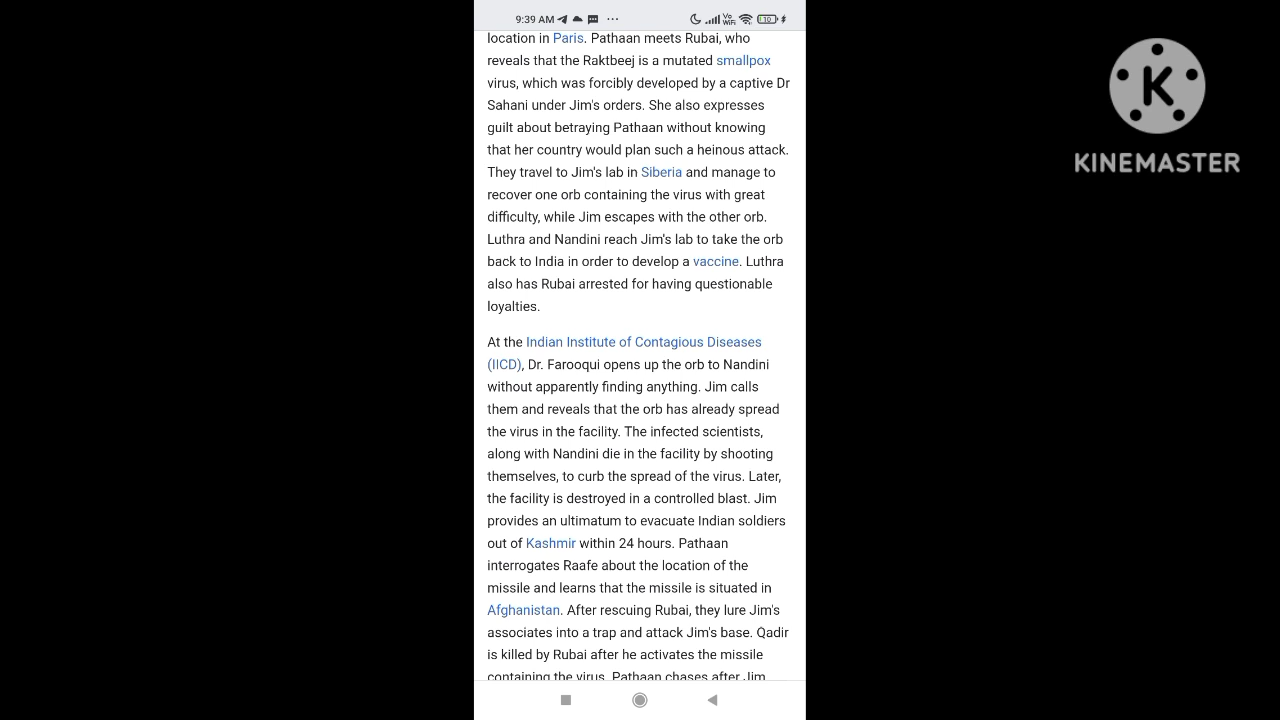 9:39 AM
Vo
WiFi
10
location in Paris. Pathaan meets Rubai, who
reveals that the Raktbeej is a mutated smallpox
virus, which was forcibly developed by a captive Dr
Sahani under Jim's orders. She also expresses
guilt about betraying Pathaan without knowing
that her country would plan such a heinous attack.
They travel to Jim's lab in Siberia and manage to
recover one orb containing the virus with great
difficulty, while Jim escapes with the other orb.
Luthra and Nandini reach Jim's lab to take the orb
back to India in order to develop a vaccine. Luthra
also has Rubai arrested for having questionable
loyalties.
At the Indian Institute of Contagious Diseases
(IICD), Dr. Farooqui opens up the orb to Nandini
without apparently finding anything. Jim calls
them and reveals that the orb has already spread
the virus in the facility. The infected scientists,
along with Nandini die in the facility by shooting
themselves, to curb the spread of the virus. Later,
the facility is destroyed in a controlled blast. Jim
provides an ultimatum to evacuate Indian soldiers
out of Kashmir within 24 hours. Pathaan
interrogates Raafe about the location of the
missile and learns that the missile is situated in
Afghanistan. After rescuing Rubai, they lure Jim's
associates into a trap and attack Jim's base. Qadir
is killed by Rubai after he activates the missile
containing the virus. Pathaan chases after Jim
K
KINEMASTER